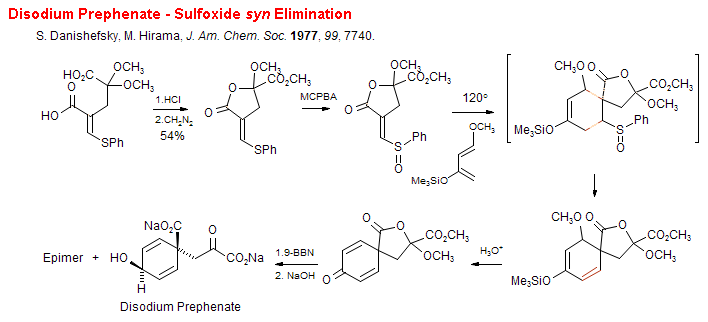 Disodium Prephenate - Sulfoxide syn Elimination
S. Danishefsky, M. Hirama, J. Am. Chem. Soc. 1977, 99, 7740.
HO₂C
OCH₃
OCH₃
O
HO
SPh
1.HCl
2.CH₂N₂
54%
OCH₃
CO₂CH₃
O
O
SPh
MCPBA
OCH₃
CO₂CH₃
O
O
Ph
S
O
120°
OCH₃
Me₃SiO
CH₃O
O
O
CO₂CH₃
OCH₃
Me₃SiO
S
Ph
O
CH₃O
O
O
CO₂CH₃
OCH₃
Me₃SiO
H₃O⁺
O
O
CO₂CH₃
OCH₃
O
1.9-BBN
2. NaOH
NaO₂C
O
CO₂Na
HO
H
Epimer +
Disodium Prephenate